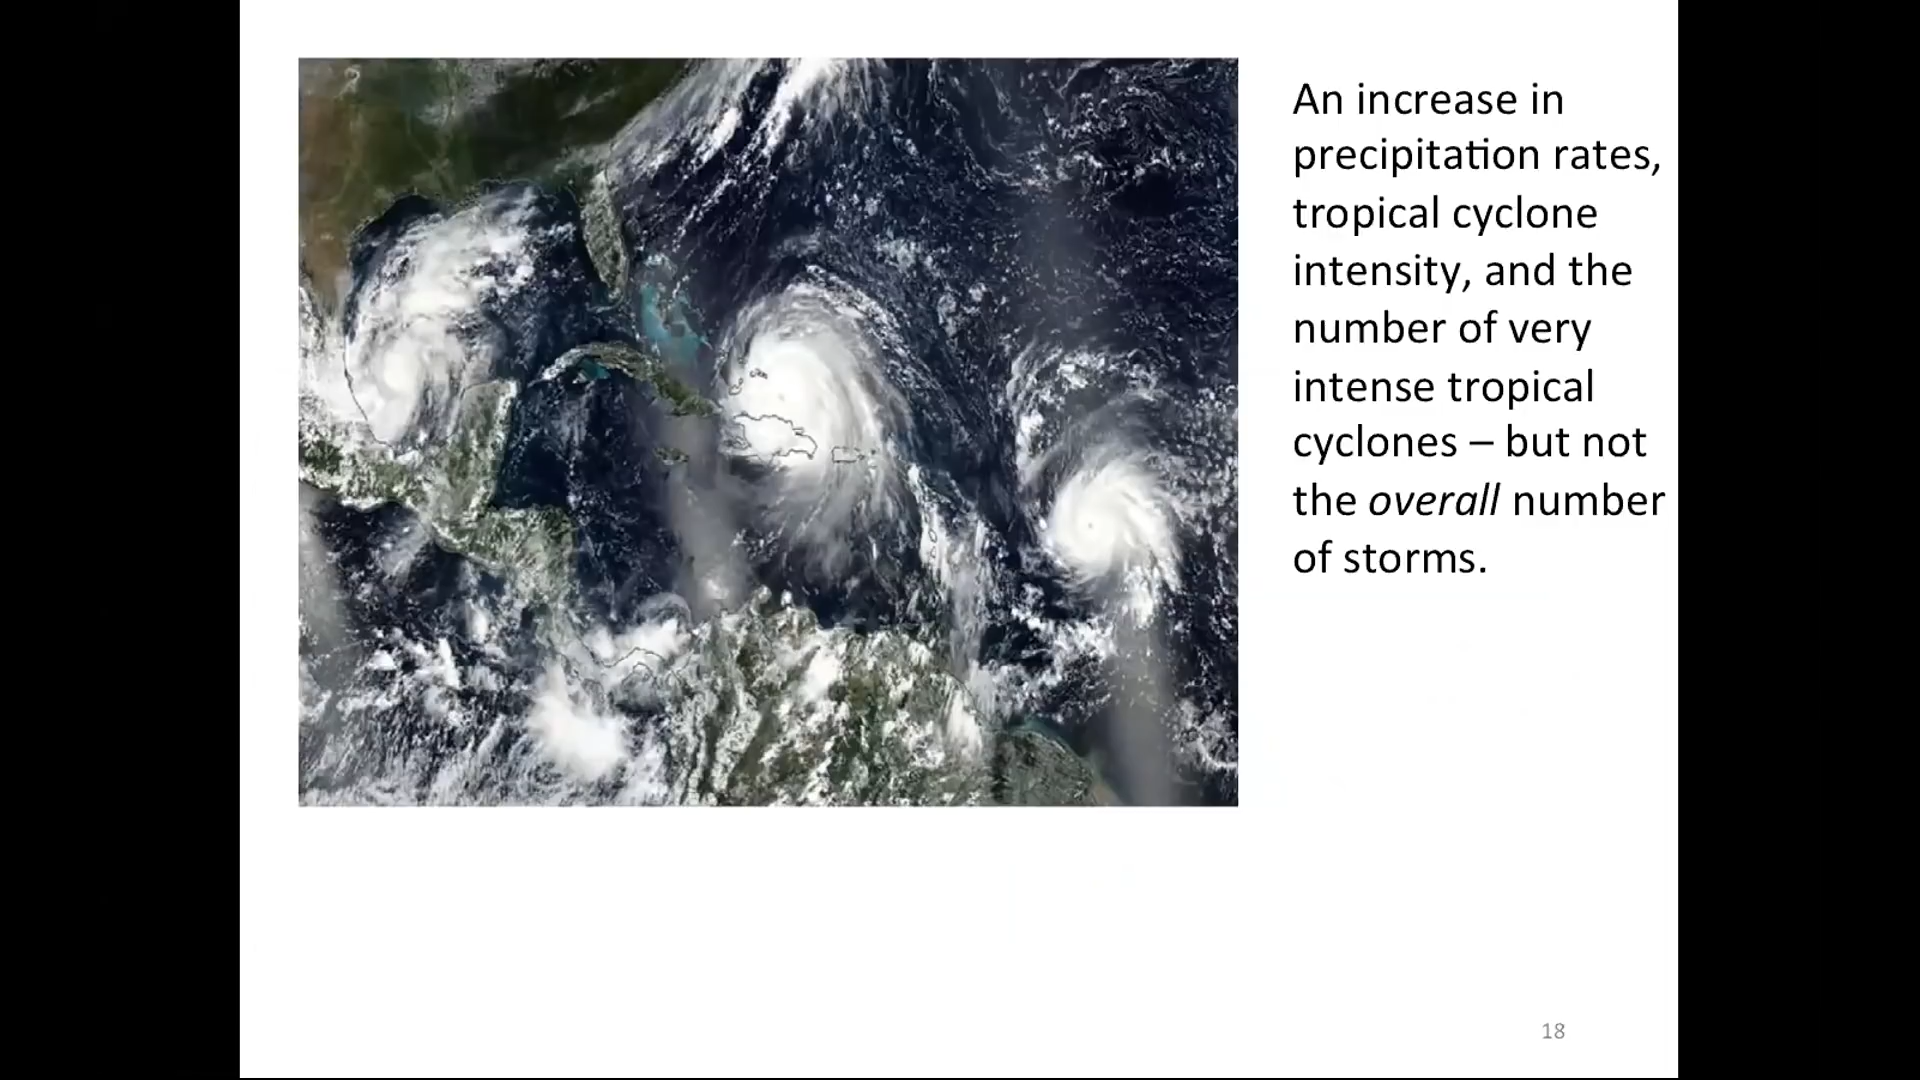 An increase in
precipitation rates,
tropical cyclone
intensity, and the
number of very
intense tropical
cyclones – but not
the overall number
of storms.
18